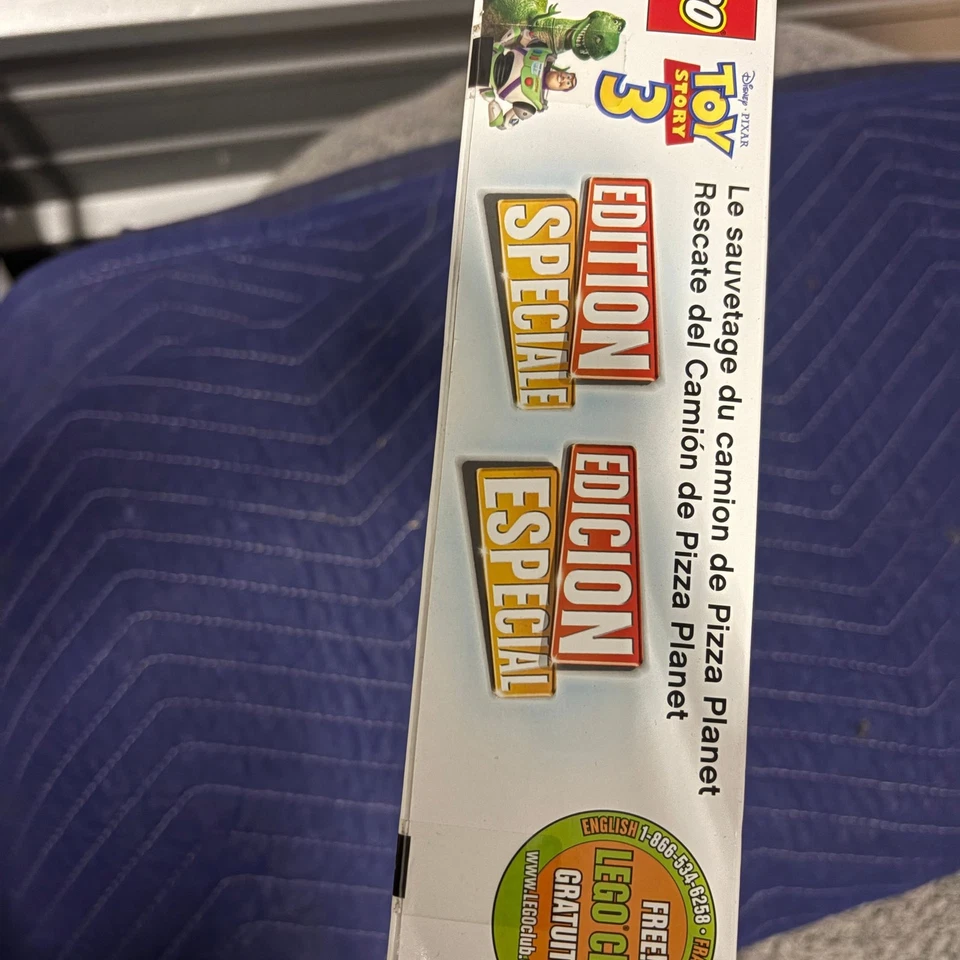 DISNEY · PIXAR
TOY
STORY
3
Le sauvetage du camion de Pizza Planet
Rescate del Camión de Pizza Planet
EDITION
SPECIALE
EDICION
ESPECIAL
ENGLISH 1-866-534-6258 •
FREE
LEGO®
GRATUIT
www.LEGOclub.